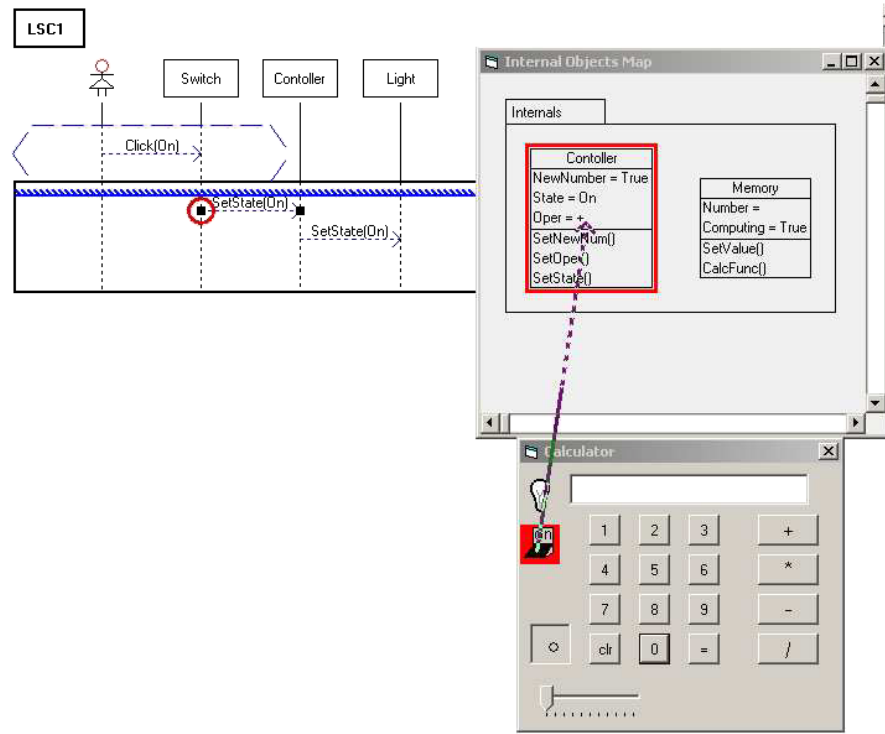 LSC1
Switch
Contoller
Light
Click(On)
SetState(On)
SetState(On)
Internal Objects Map
Internals
Contoller
NewNumber = True
State = On
Oper = +
SetNewNum()
SetOper()
SetState()
Memory
Number =
Computing = True
SetValue()
CalcFunc()
Calculator
On
1 2 3 +
4 5 6 *
7 8 9 -
clr 0 = /